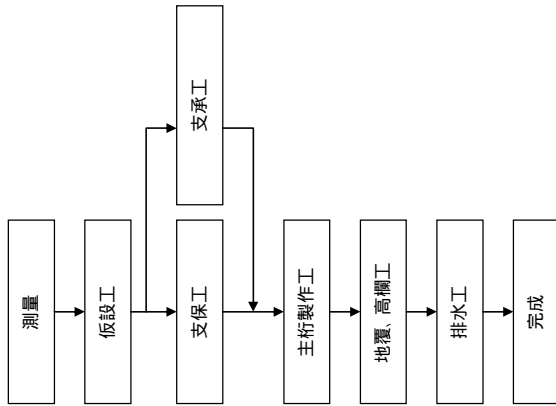 測量
仮設工
支保工
支承工
主桁製作工
地覆、高欄工
排水工
完成